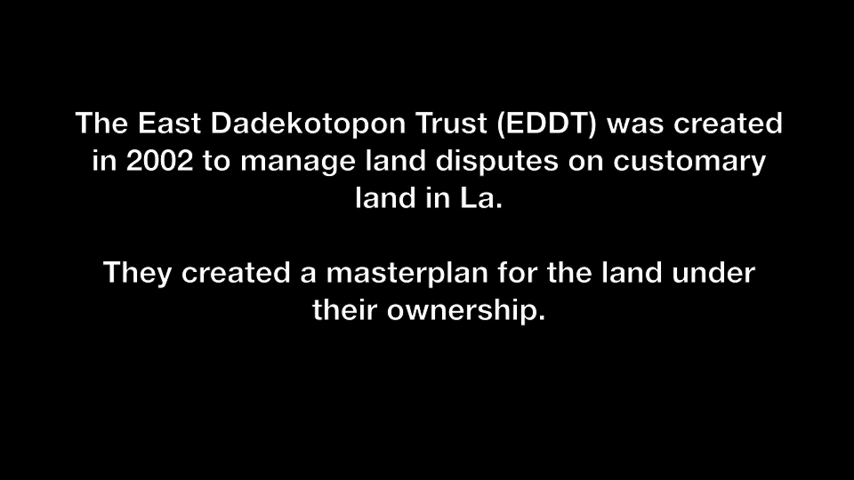 The East Dadekotopon Trust (EDDT) was created
in 2002 to manage land disputes on customary
land in La.
They created a masterplan for the land under
their ownership.